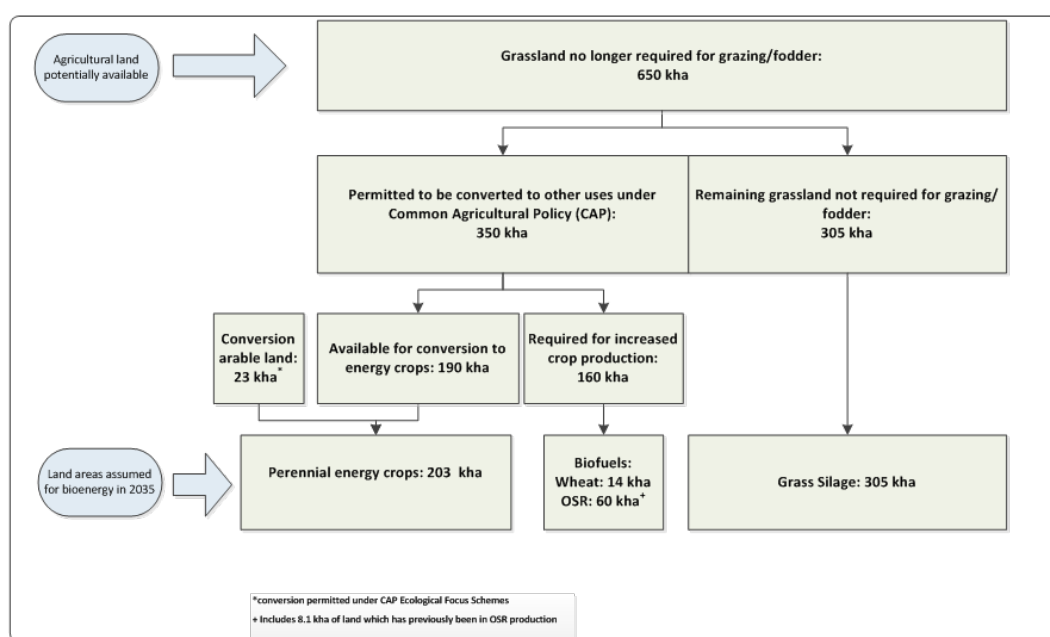 Agricultural land
potentially available
Grassland no longer required for grazing/fodder:
650 kha
Permitted to be converted to other uses under
Common Agricultural Policy (CAP):
350 kha
Remaining grassland not required for grazing/
fodder:
305 kha
Conversion
arable land:
23 kha*
Available for conversion to
energy crops: 190 kha
Required for increased
crop production:
160 kha
Land areas assumed
for bioenergy in 2035
Perennial energy crops: 203 kha
Biofuels:
Wheat: 14 kha
OSR: 60 kha+
Grass Silage: 305 kha
*conversion permitted under CAP Ecological Focus Schemes
+ Includes 8.1 kha of land which has previously been in OSR production